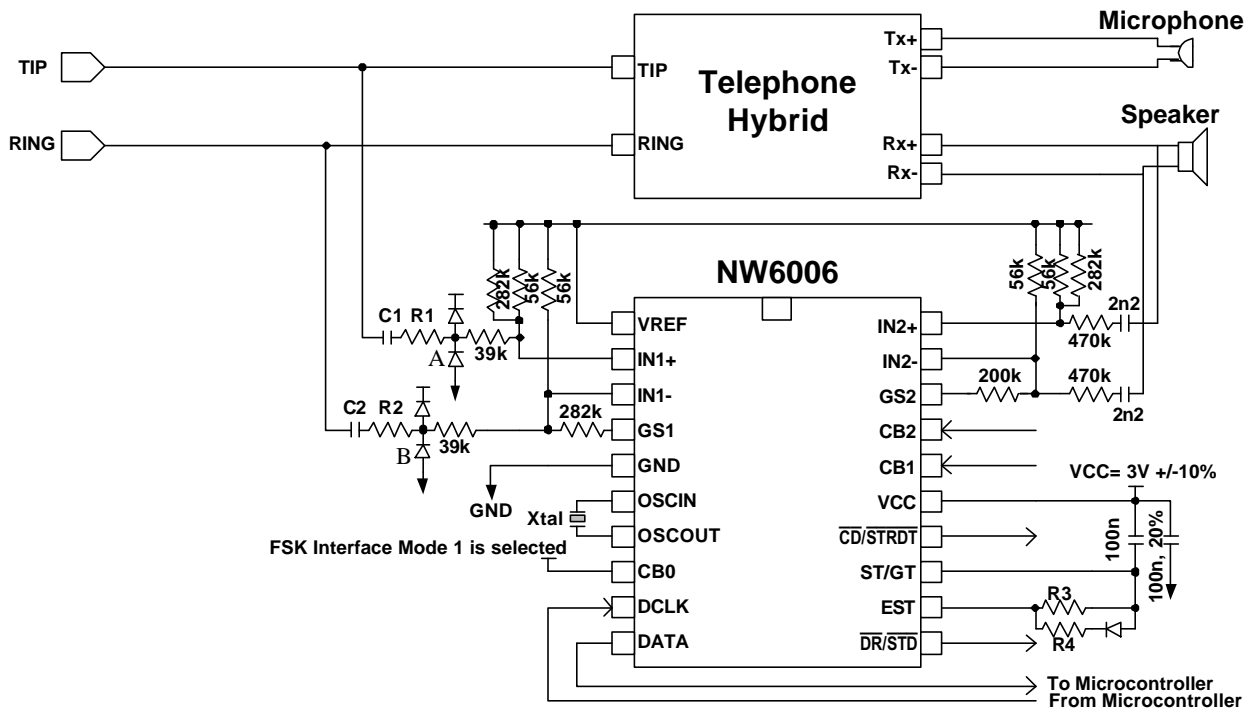 Microphone
Tx+
TIP
TIP
Tx-
Telephone
Hybrid
Speaker
RING
RING
Rx+
Rx-
282k
56k
56k
NW6006
56k
56k
282k
C1
R1
VREF
IN2+
2n2
A
39k
470k
IN1+
IN2-
C2
R2
282k
IN1-
GS2
200k
470k
2n2
B
39k
GS1
CB2
GND
CB1
VCC= 3V +/-10%
GND
OSCIN
VCC
Xtal
OSCOUT
CD/STRDT
100n
100n, 20%
FSK Interface Mode 1 is selected
CB0
ST/GT
DCLK
EST
R3
DATA
DR/STD
R4
To Microcontroller
From Microcontroller